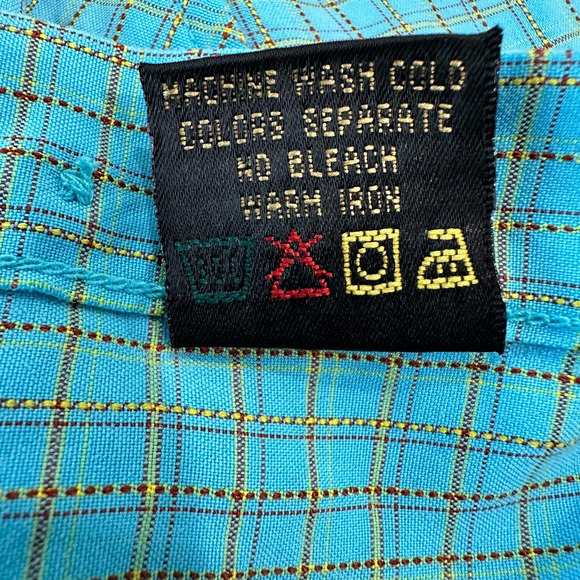 MACHINE WASH COLD
COLORS SEPARATE
NO BLEACH
WARM IRON